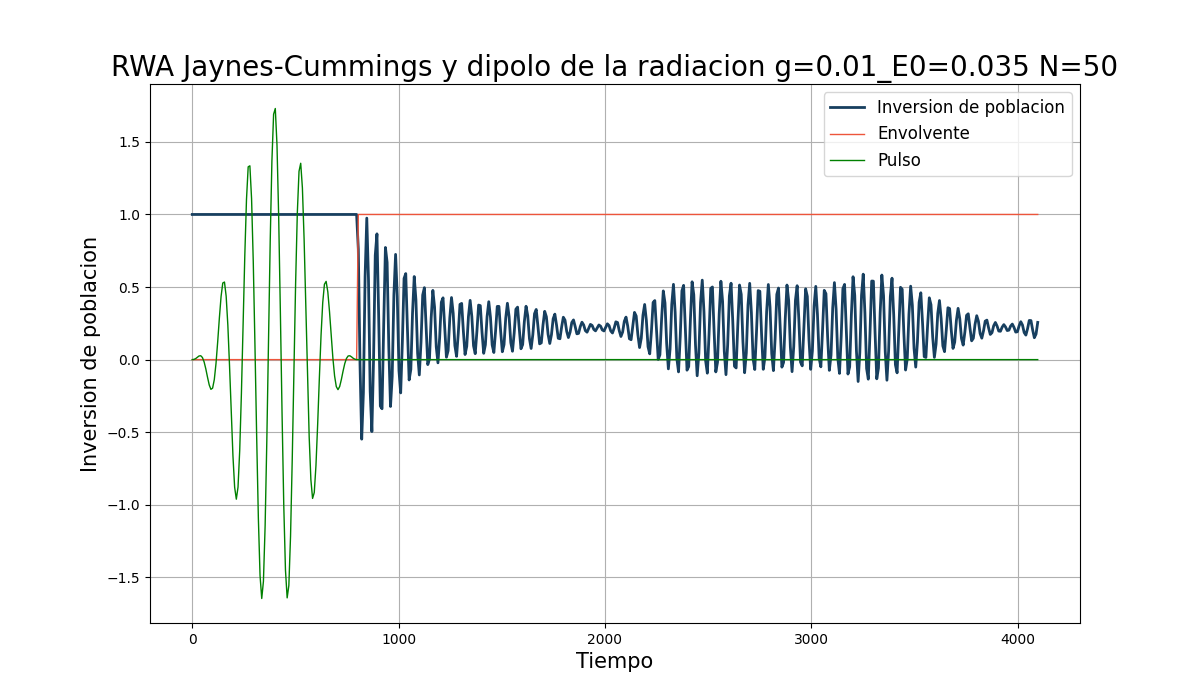 RWA Jaynes-Cummings y dipolo de la radiacion g=0.01_E0=0.035 N=50
Inversion de poblacion
Envolvente
Pulso
Inversion de poblacion
1.5
1.0
0.5
0.0
−0.5
−1.0
−1.5
0 1000 2000 3000 4000
Tiempo